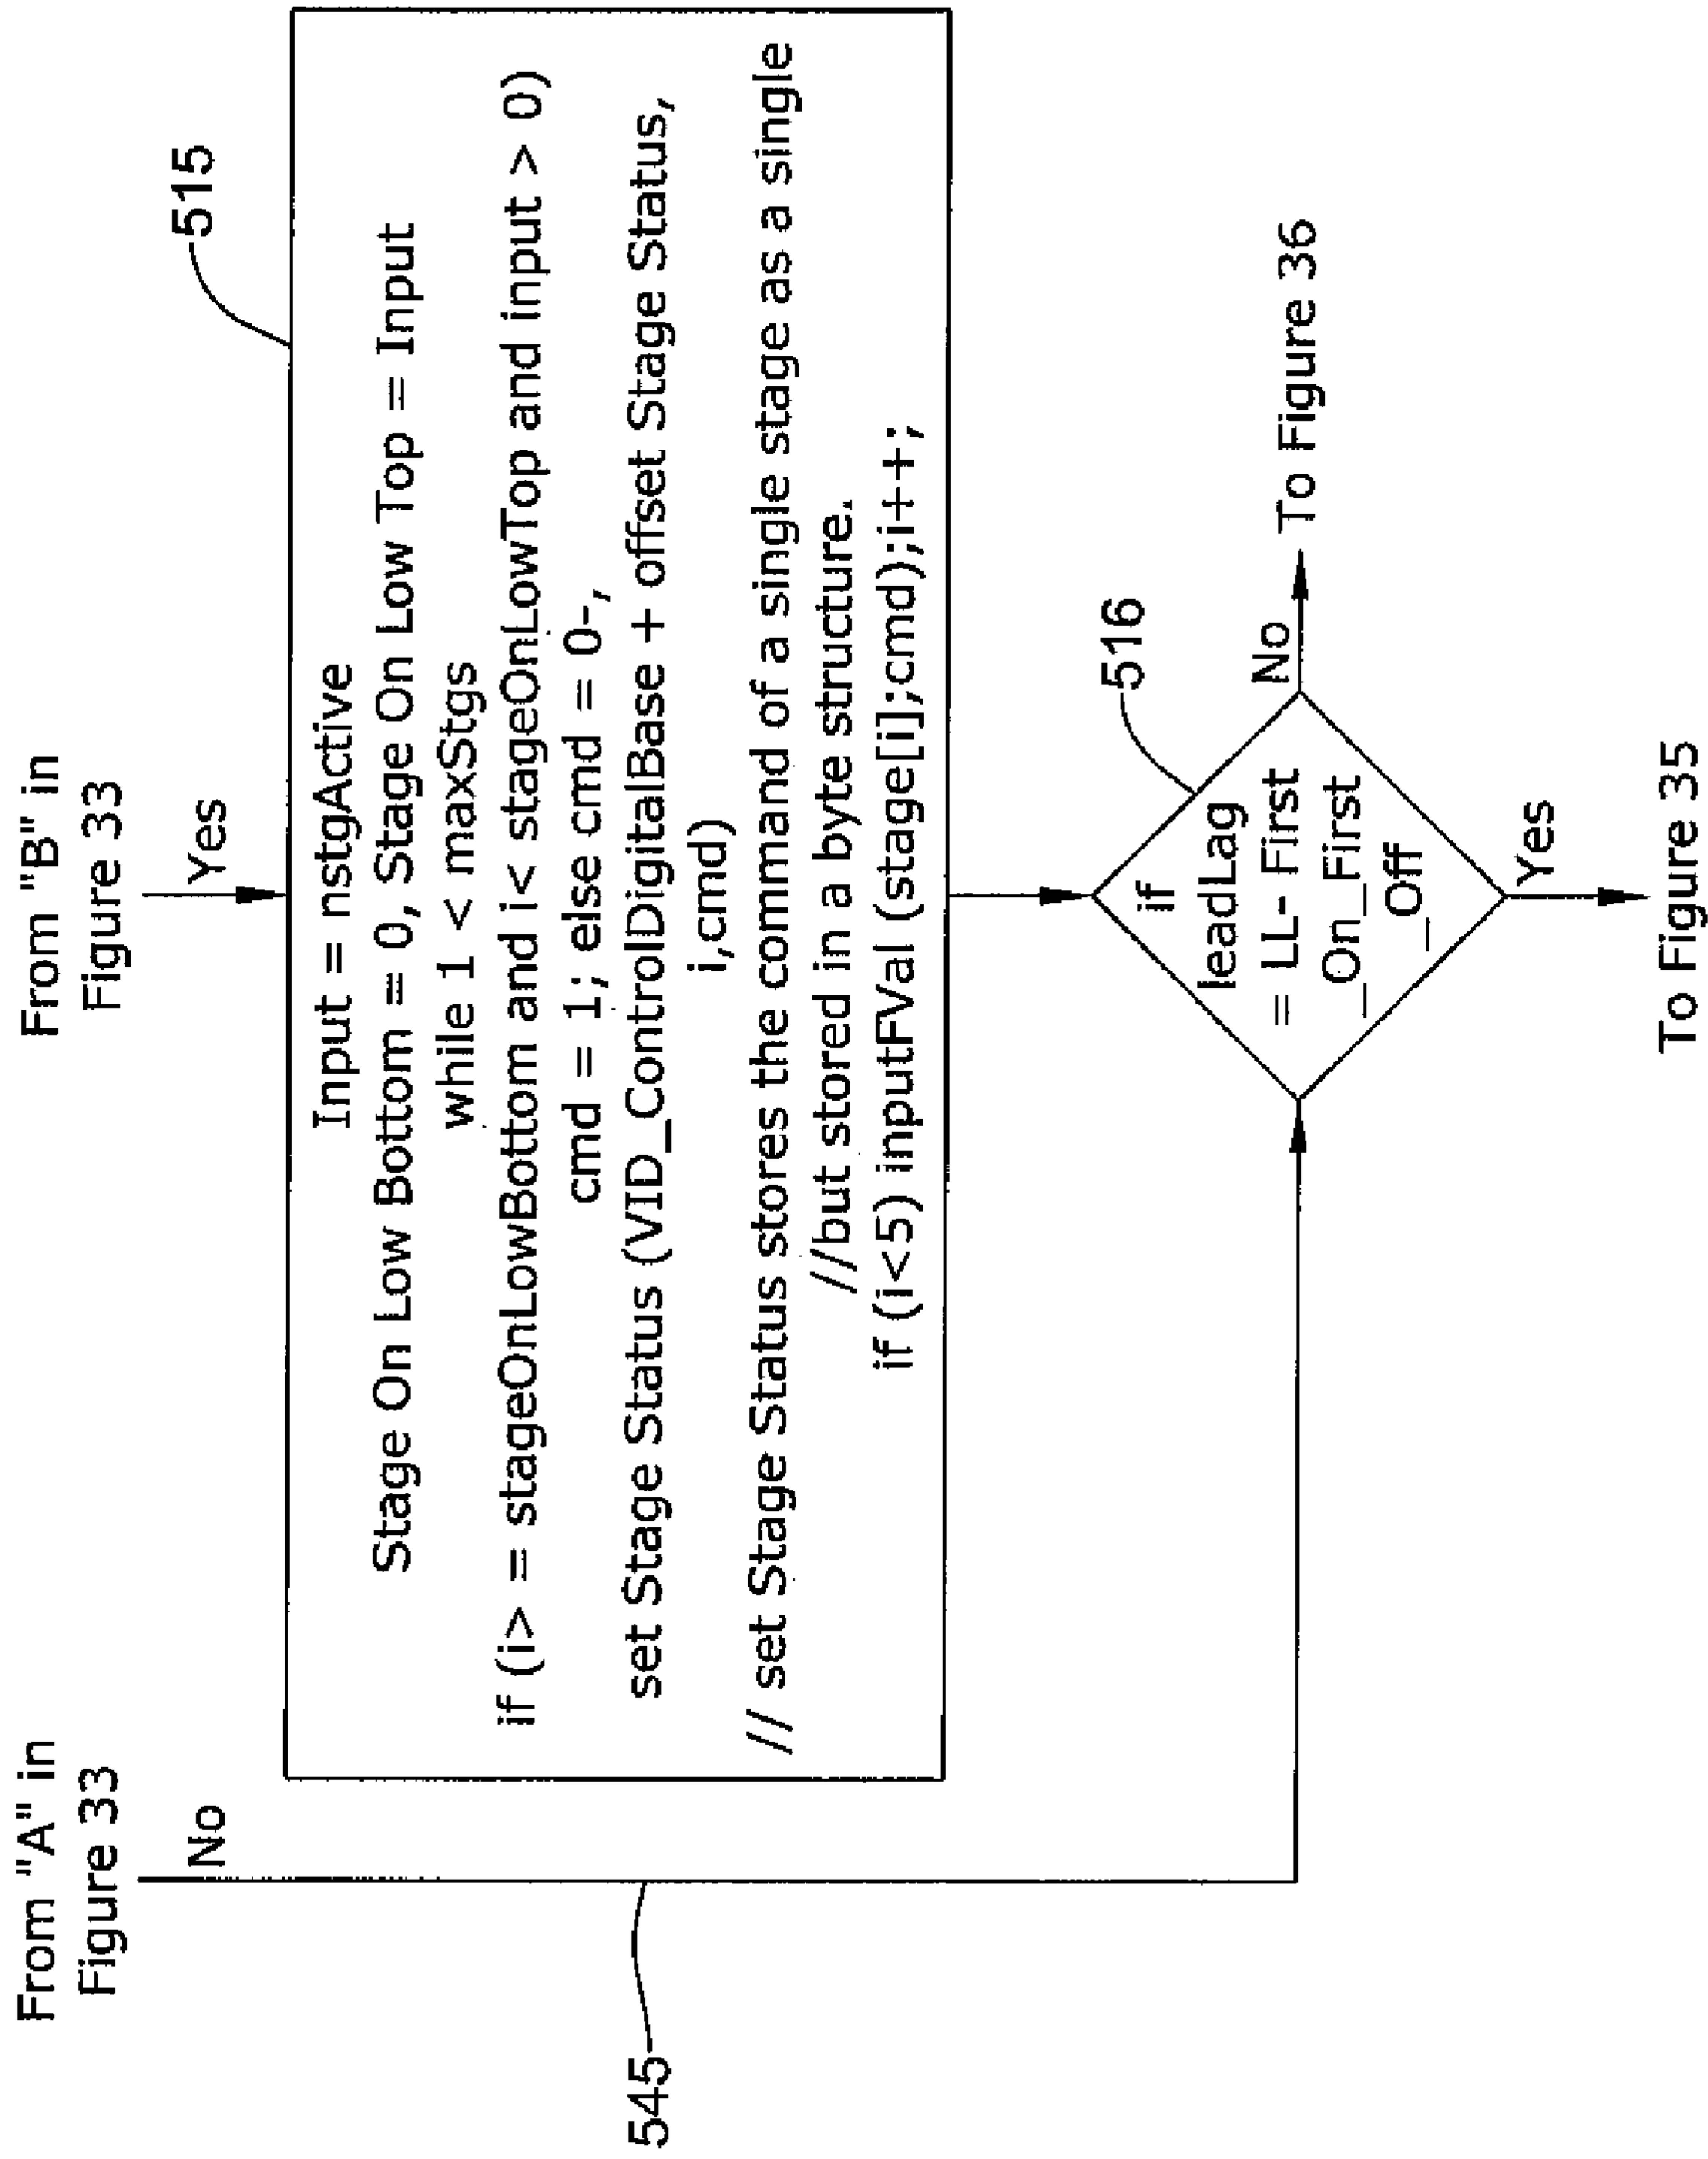 From "A" in
Figure 33
No
545
From "B" in
Figure 33
Yes
515
Input = nstgActive
Stage On Low Bottom = 0, Stage On Low Top = Input
while 1 < maxStgs
if (i> = stageOnLowBottom and i< stageOnLowTop and input > 0)
cmd = 1; else cmd = 0-,
set Stage Status (VID_ControlDigitalBase + offset Stage Status,
i,cmd)
// set Stage Status stores the command of a single stage as a single
//but stored in a byte structure.
if (i<5) inputFVal (stage[i];cmd);i++;
516
if
leadLag
= LL- First
_On_First
_Off
No
To Figure 36
Yes
To Figure 35